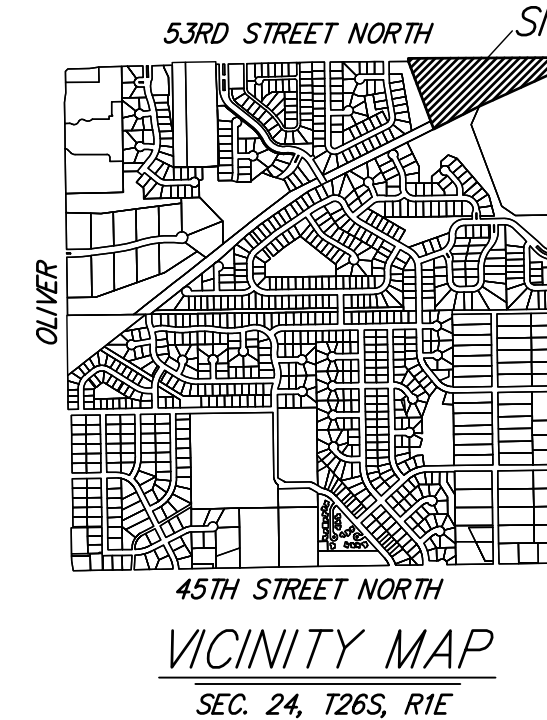 53RD STREET NORTH
OLIVER
45TH STREET NORTH
VICINITY MAP
SEC. 24, T26S, R1E